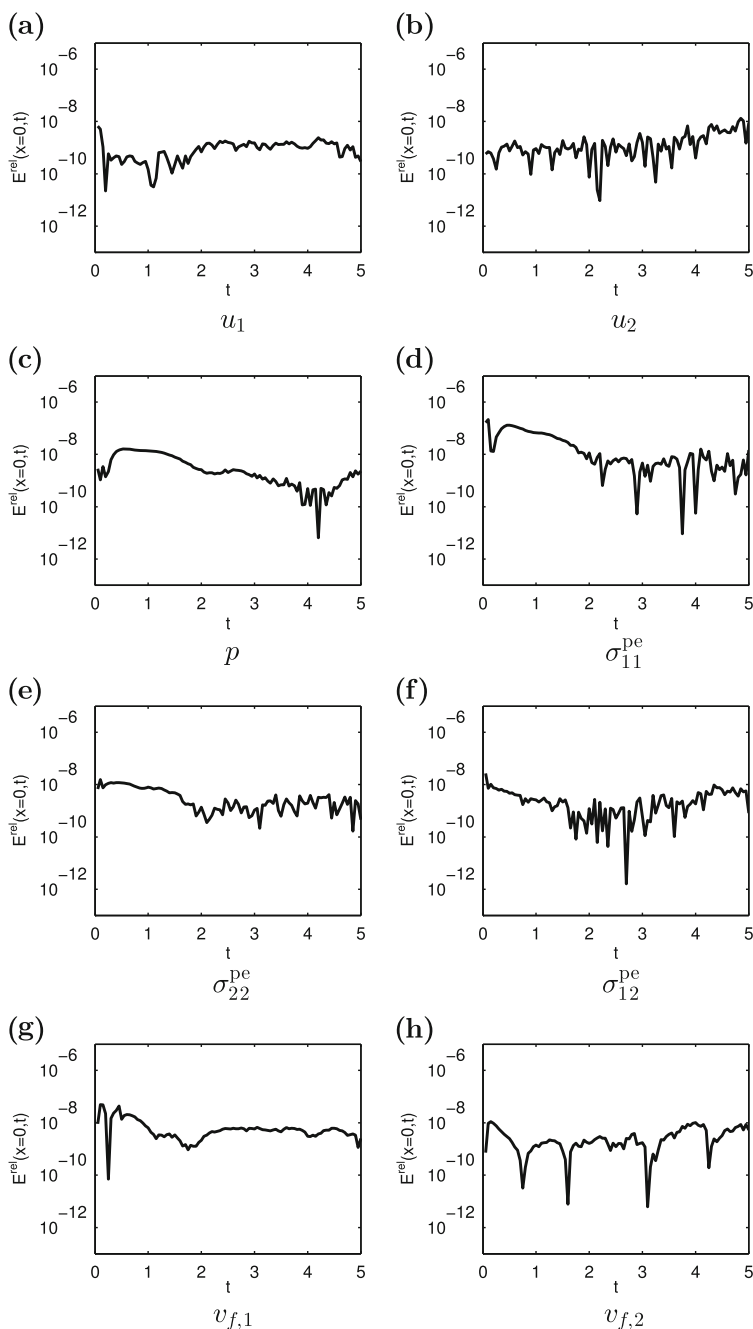 (a)
E^rel(x=0,t)
10^−6
10^−8
10^−10
10^−12
0 1 2 3 4 5
t
u_1
(b)
E^rel(x=0,t)
10^−6
10^−8
10^−10
10^−12
0 1 2 3 4 5
t
u_2
(c)
E^rel(x=0,t)
10^−6
10^−8
10^−10
10^−12
0 1 2 3 4 5
t
p
(d)
E^rel(x=0,t)
10^−6
10^−8
10^−10
10^−12
0 1 2 3 4 5
t
σ_11^pe
(e)
E^rel(x=0,t)
10^−6
10^−8
10^−10
10^−12
0 1 2 3 4 5
t
σ_22^pe
(f)
E^rel(x=0,t)
10^−6
10^−8
10^−10
10^−12
0 1 2 3 4 5
t
σ_12^pe
(g)
E^rel(x=0,t)
10^−6
10^−8
10^−10
10^−12
0 1 2 3 4 5
t
v_f,1
(h)
E^rel(x=0,t)
10^−6
10^−8
10^−10
10^−12
0 1 2 3 4 5
t
v_f,2